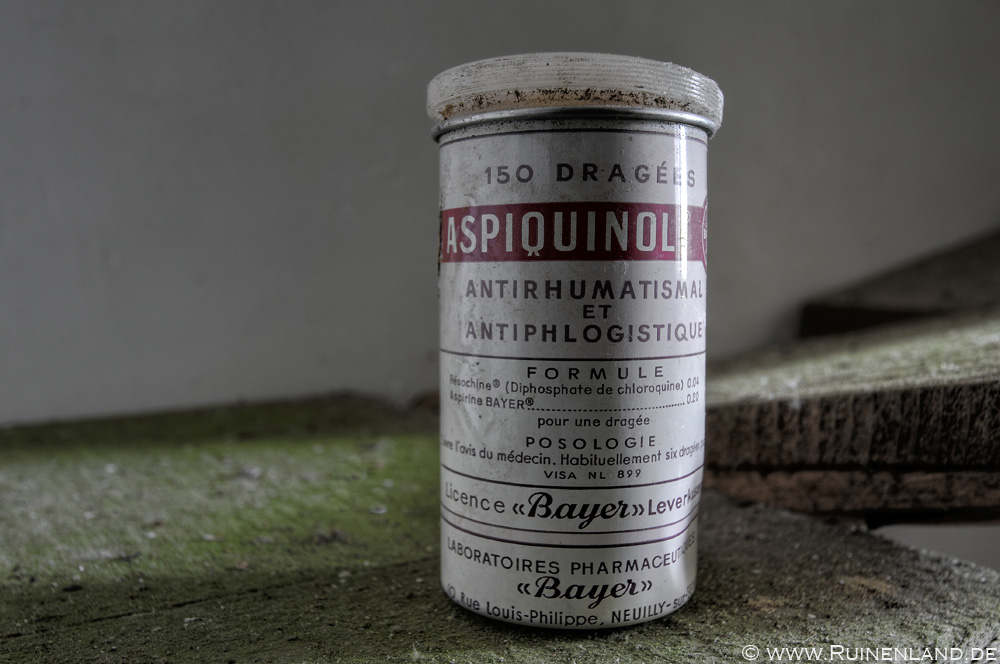 150 DRAGÉES
ASPIQUINOL
ANTIRHUMATISMAL
ET
ANTIPHLOGISTIQUE
FORMULE
Résochine® (Diphosphate de chloroquine) 0.04
Aspirine BAYER® 0.20
pour une dragée
POSOLOGIE
l'avis du médecin. Habituellement six dragées
VISA NL 899
Licence «Bayer» Leverkusen
LABORATOIRES PHARMACEUTIQUES
«Bayer»
Rue Louis-Philippe, NEUILLY-SUR-
© www.Ruinenland.de